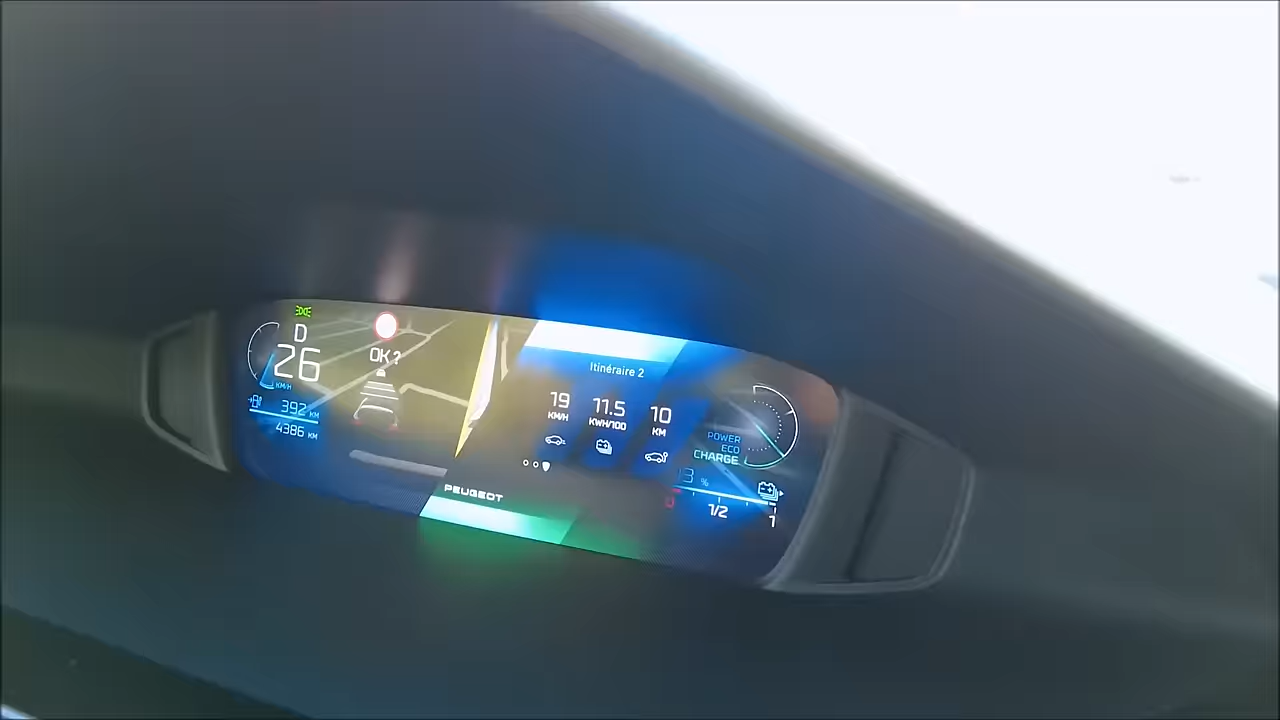 D
26
KM/H
392 KM
4386 KM
OK ?
Itinéraire 2
19
KM/H
11.5
KWH/100
10
KM
POWER
ECO
CHARGE
%
0
1/2
1
PEUGEOT